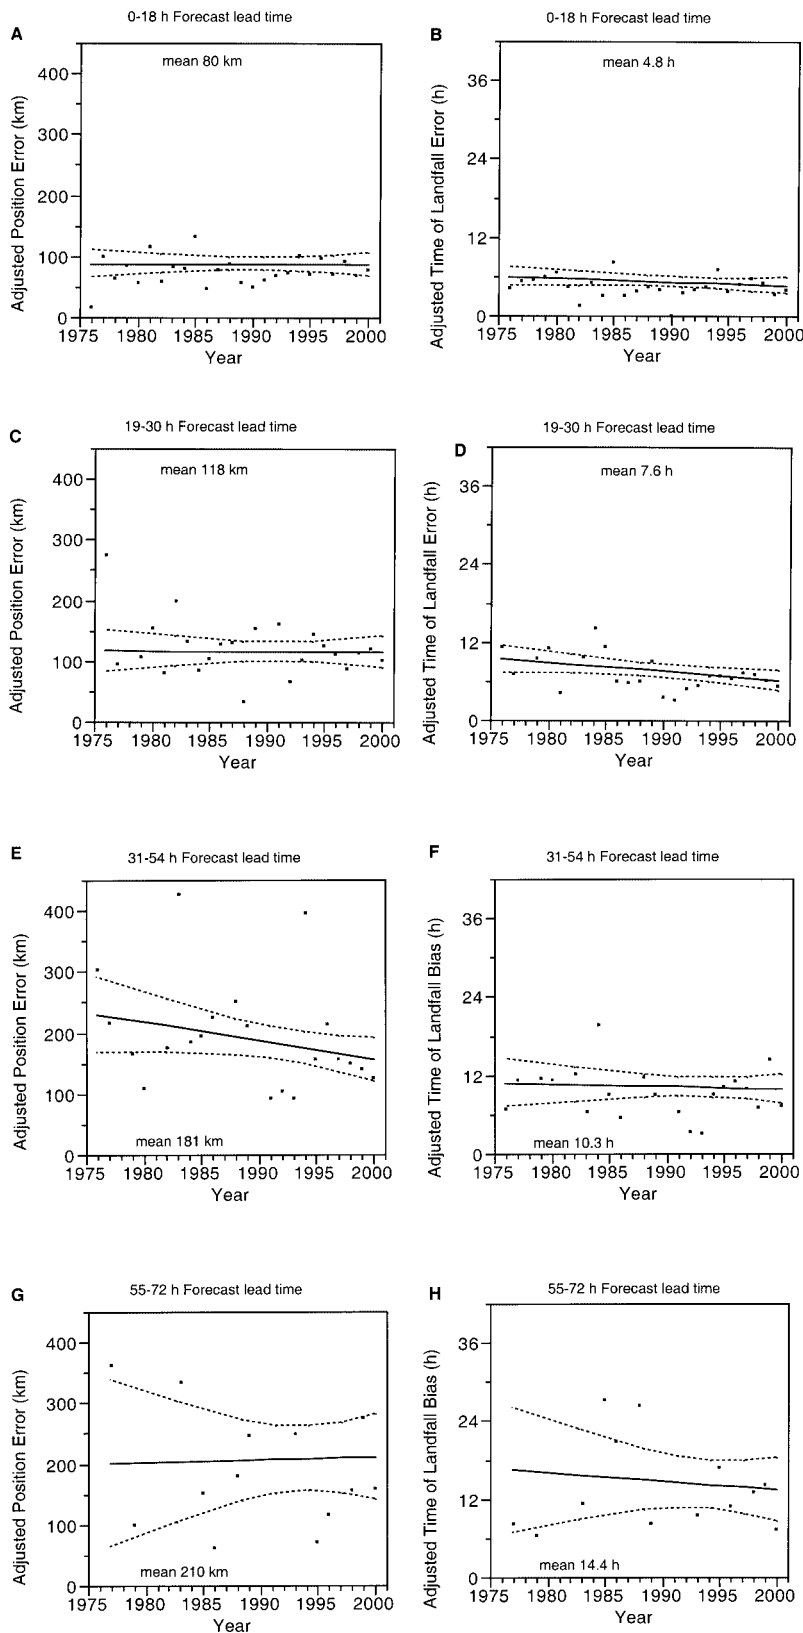 0-18 h Forecast lead time
A
mean 80 km
Adjusted Position Error (km)
400
300
200
100
0
1975 1980 1985 1990 1995 2000
Year
0-18 h Forecast lead time
B
mean 4.8 h
Adjusted Time of Landfall Error (h)
36
24
12
0
1975 1980 1985 1990 1995 2000
Year
19-30 h Forecast lead time
C
mean 118 km
Adjusted Position Error (km)
400
300
200
100
0
1975 1980 1985 1990 1995 2000
Year
19-30 h Forecast lead time
D
mean 7.6 h
Adjusted Time of Landfall Error (h)
36
24
12
0
1975 1980 1985 1990 1995 2000
Year
31-54 h Forecast lead time
E
Adjusted Position Error (km)
400
300
200
100
0
mean 181 km
1975 1980 1985 1990 1995 2000
Year
31-54 h Forecast lead time
F
Adjusted Time of Landfall Bias (h)
36
24
12
0
mean 10.3 h
1975 1980 1985 1990 1995 2000
Year
55-72 h Forecast lead time
G
Adjusted Position Error (km)
400
300
200
100
0
mean 210 km
1975 1980 1985 1990 1995 2000
Year
55-72 h Forecast lead time
H
Adjusted Time of Landfall Bias (h)
36
24
12
0
mean 14.4 h
1975 1980 1985 1990 1995 2000
Year